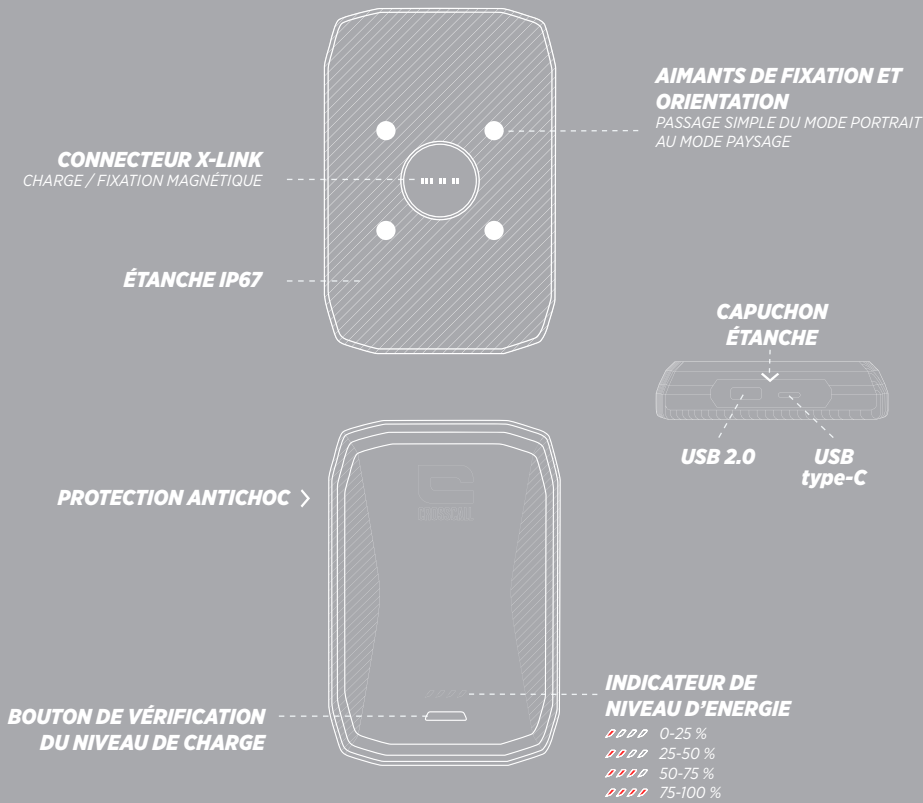 AIMANTS DE FIXATION ET
ORIENTATION
PASSAGE SIMPLE DU MODE PORTRAIT
AU MODE PAYSAGE
CONNECTEUR X-LINK
CHARGE / FIXATION MAGNÉTIQUE
ÉTANCHE IP67
CAPUCHON
ÉTANCHE
USB 2.0
USB
type-C
PROTECTION ANTICHOC
CROSSCALL
BOUTON DE VÉRIFICATION
DU NIVEAU DE CHARGE
INDICATEUR DE
NIVEAU D’ENERGIE
0-25 %
25-50 %
50-75 %
75-100 %